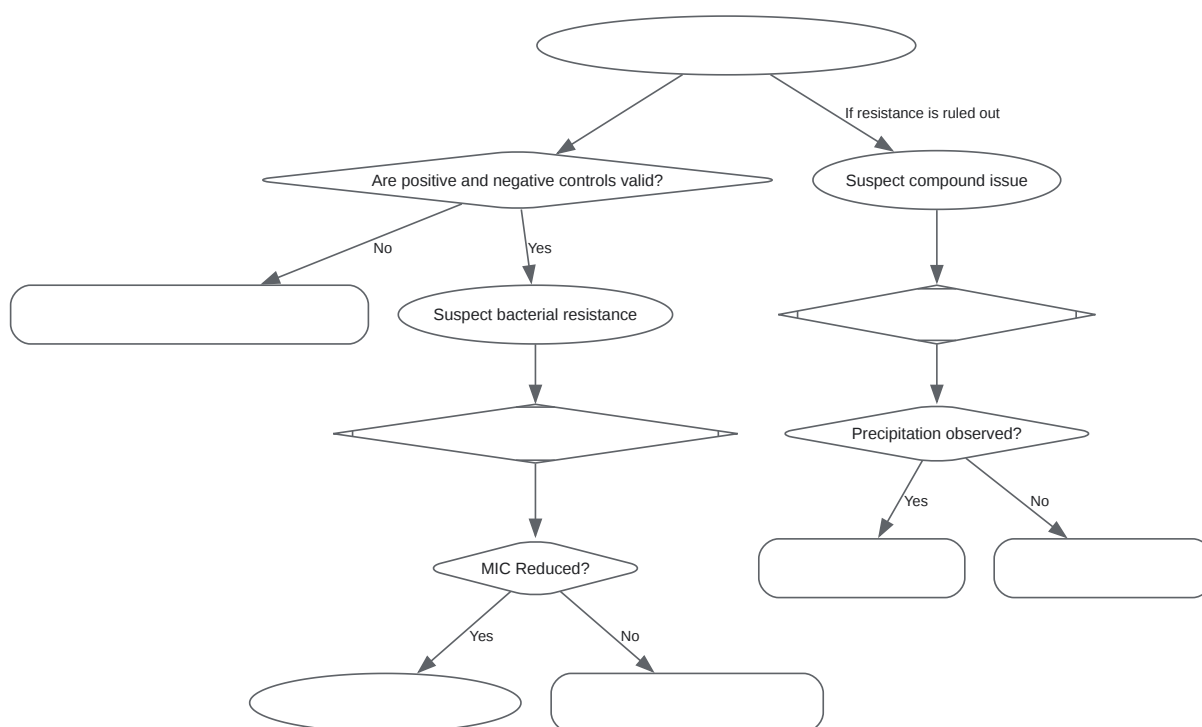 If resistance is ruled out
Are positive and negative controls valid?
Suspect compound issue
No
Yes
Suspect bacterial resistance
Precipitation observed?
Yes
No
MIC Reduced?
Yes
No